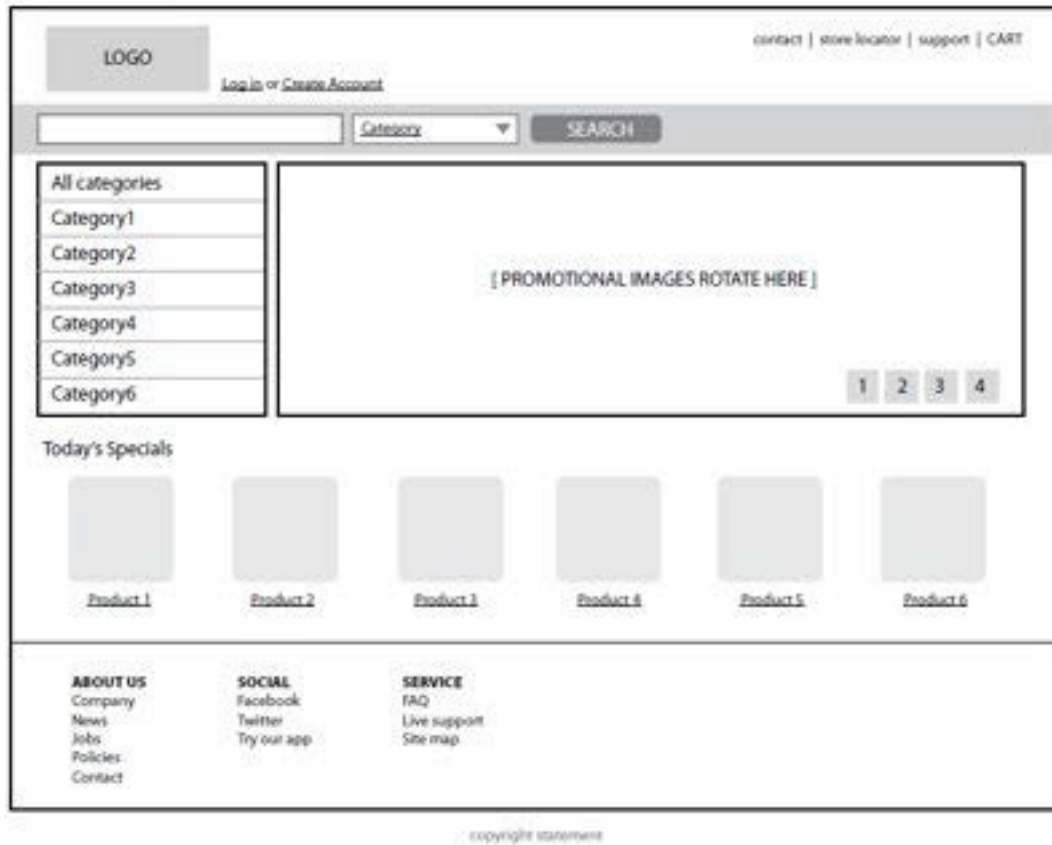 LOGO
contact | store locator | support | CART
Log in or Create Account
Category
SEARCH
All categories
Category1
Category2
Category3
Category4
Category5
Category6
[ PROMOTIONAL IMAGES ROTATE HERE ]
1 2 3 4
Today's Specials
Product 1
Product 2
Product 3
Product 4
Product 5
Product 6
ABOUT US
Company
News
Jobs
Policies
Contact
SOCIAL
Facebook
Twitter
Try our app
SERVICE
FAQ
Live support
Site map
copyright statement